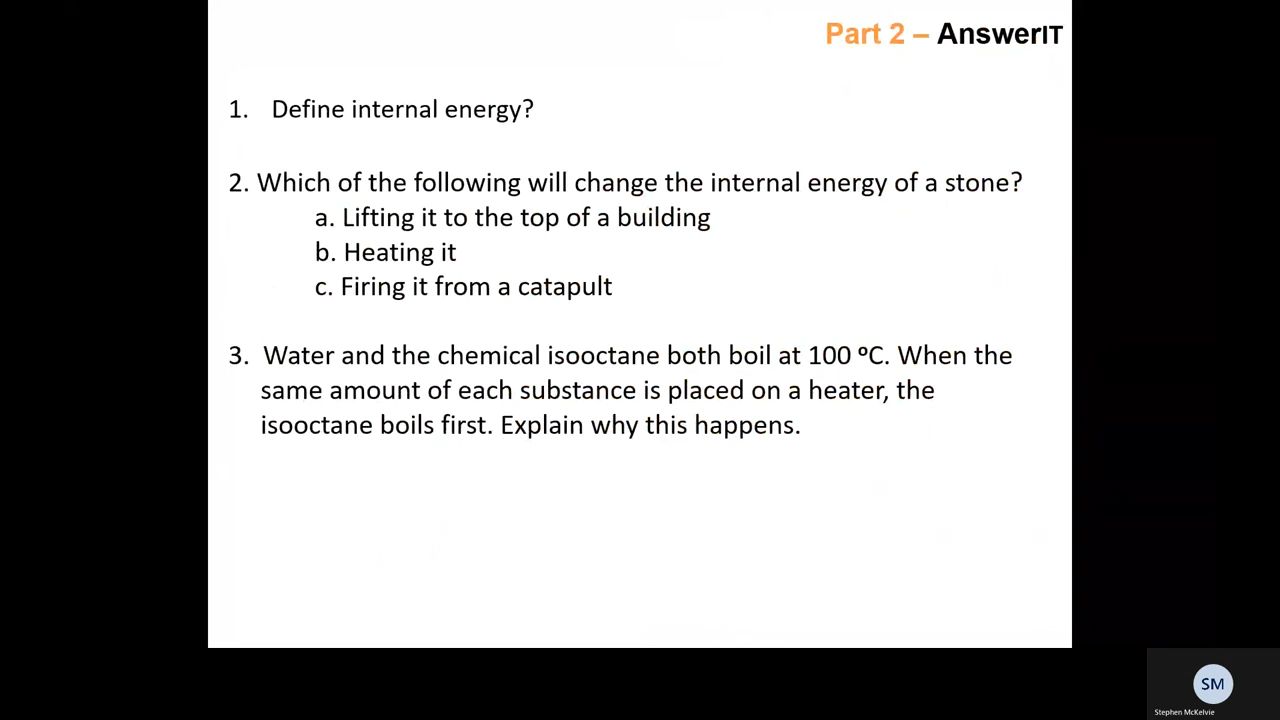 Part 2 – AnswerIT
1. Define internal energy?
2. Which of the following will change the internal energy of a stone?
a. Lifting it to the top of a building
b. Heating it
c. Firing it from a catapult
3. Water and the chemical isooctane both boil at 100 ºC. When the
same amount of each substance is placed on a heater, the
isooctane boils first. Explain why this happens.
SM
Stephen McKelvie